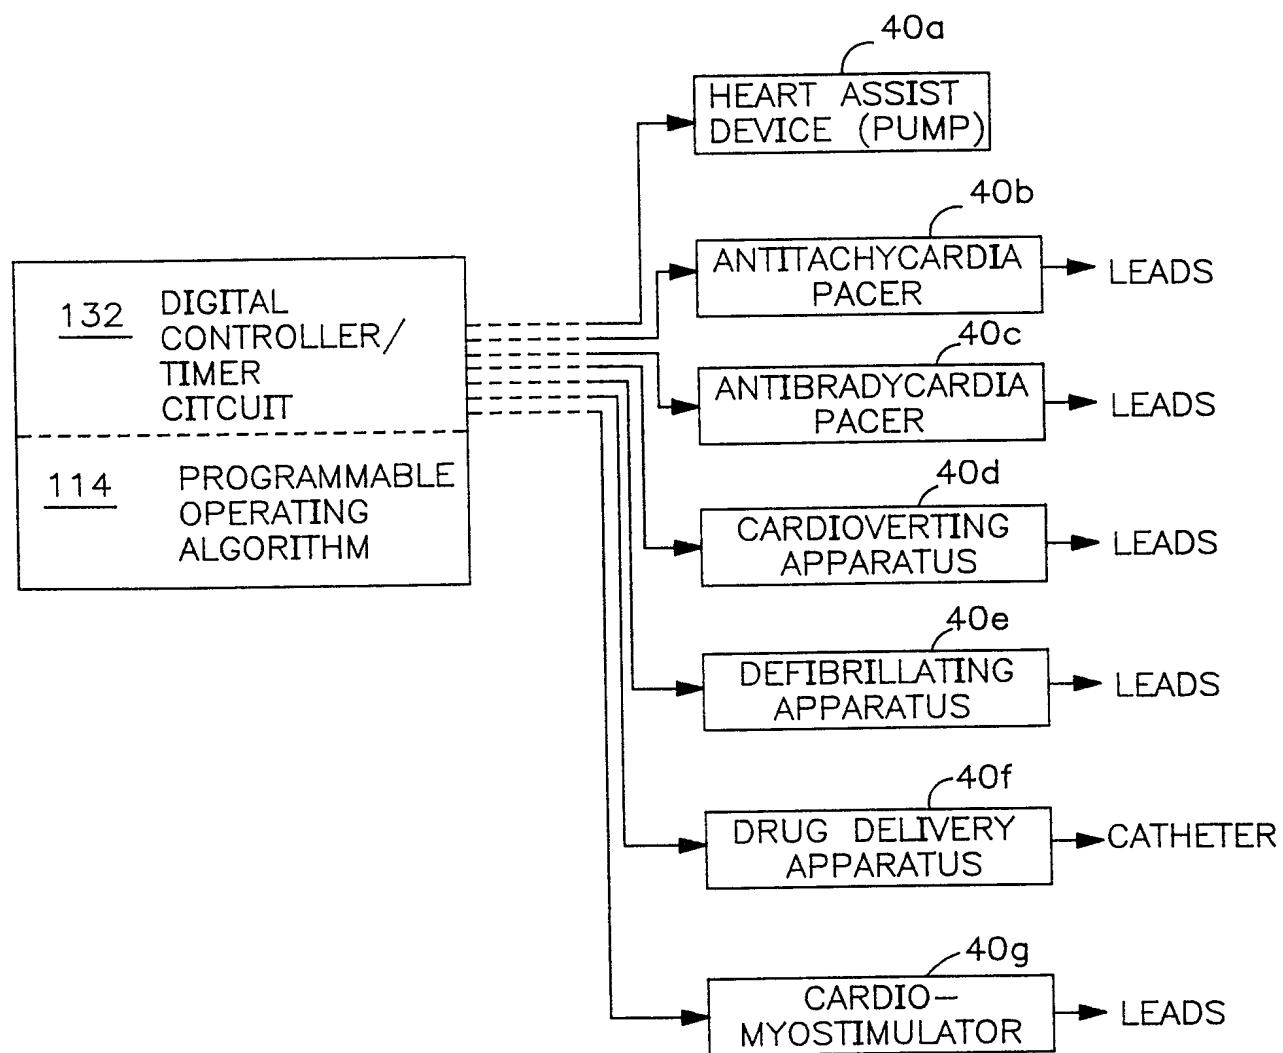 40a
HEART ASSIST
DEVICE (PUMP)
40b
ANTITACHYCARDIA
PACER
LEADS
132 DIGITAL
CONTROLLER/
TIMER
CITCUIT
40c
ANTIBRADYCARDIA
PACER
LEADS
114 PROGRAMMABLE
OPERATING
ALGORITHM
40d
CARDIOVERTING
APPARATUS
LEADS
40e
DEFIBRILLATING
APPARATUS
LEADS
40f
DRUG DELIVERY
APPARATUS
CATHETER
40g
CARDIO-
MYOSTIMULATOR
LEADS